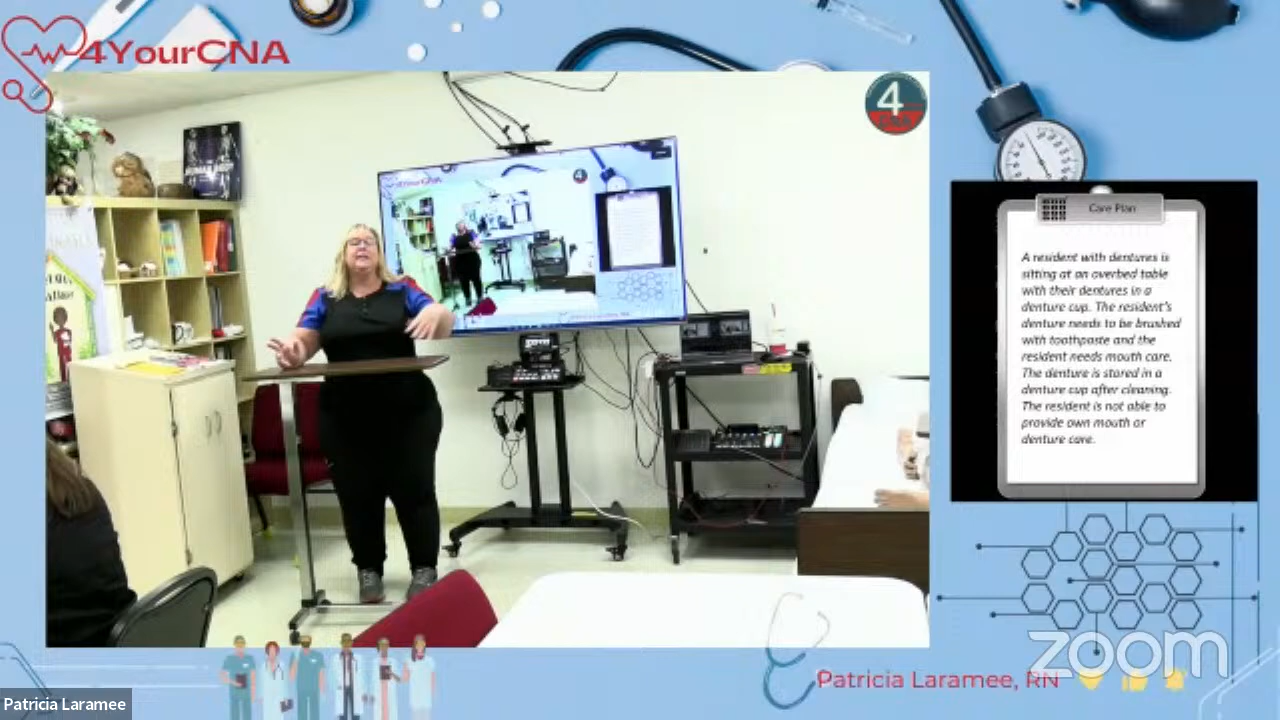 4YourCNA
4
CNA
Care Plan
A resident with dentures is
sitting at an overbed table
with their dentures in a
denture cup. The resident's
denture needs to be brushed
with toothpaste and the
resident needs mouth care.
The denture is stored in a
denture cup after cleaning.
The resident is not able to
provide own mouth or
denture care.
zoom
Patricia Laramee, RN
Patricia Laramee